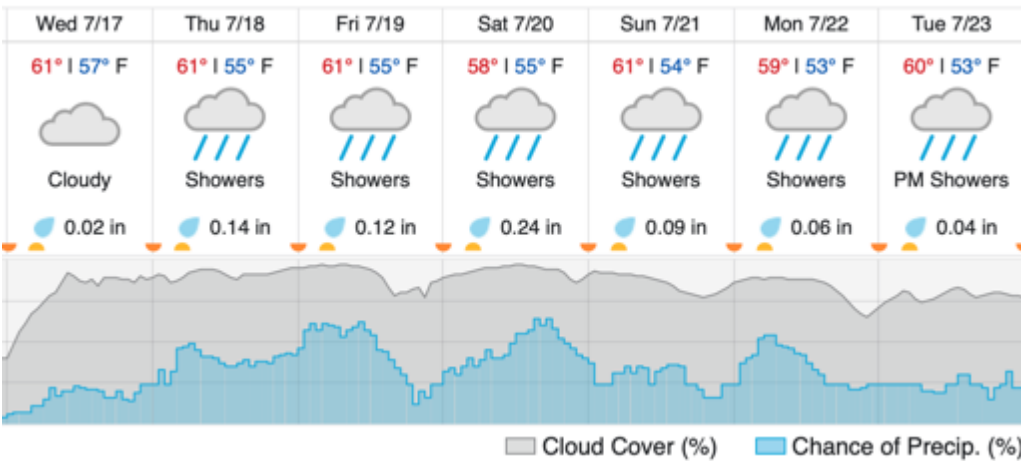 Wed 7/17 Thu 7/18 Fri 7/19 Sat 7/20 Sun 7/21 Mon 7/22 Tue 7/23
61° | 57° F 61° | 55° F 61° | 55° F 58° | 55° F 61° | 54° F 59° | 53° F 60° | 53° F
Cloudy Showers Showers Showers Showers Showers PM Showers
0.02 in 0.14 in 0.12 in 0.24 in 0.09 in 0.06 in 0.04 in
Cloud Cover (%) Chance of Precip. (%)